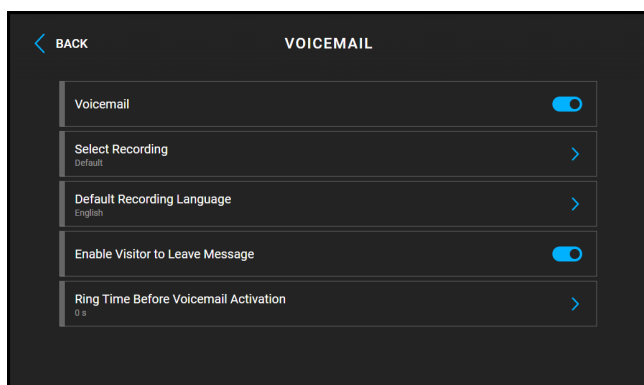 BACK
VOICEMAIL
Voicemail
Select Recording
Default
Default Recording Language
English
Enable Visitor to Leave Message
Ring Time Before Voicemail Activation
0 s